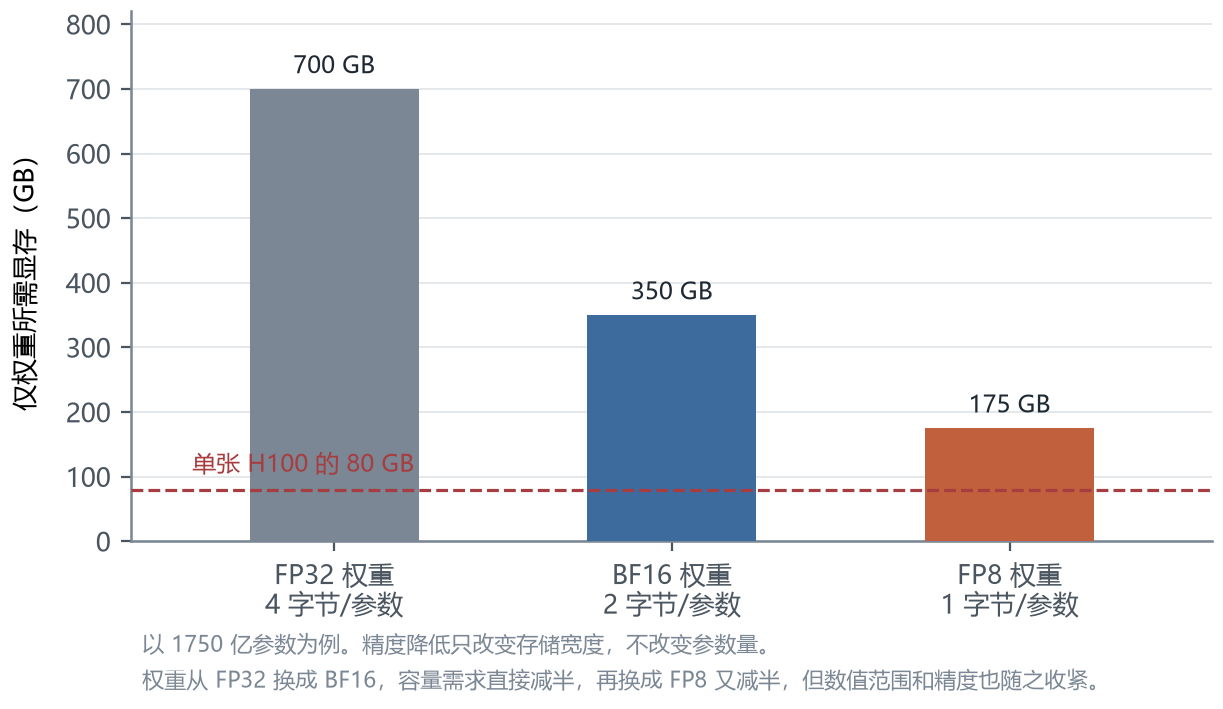 800
700
600
500
400
300
200
100
0
仅权重所需显存（GB）
700 GB
350 GB
175 GB
单张 H100 的 80 GB
FP32 权重
4 字节/参数
BF16 权重
2 字节/参数
FP8 权重
1 字节/参数
以 1750 亿参数为例。精度降低只改变存储宽度，不改变参数量。
权重从 FP32 换成 BF16，容量需求直接减半，再换成 FP8 又减半，但数值范围和精度也随之收紧。